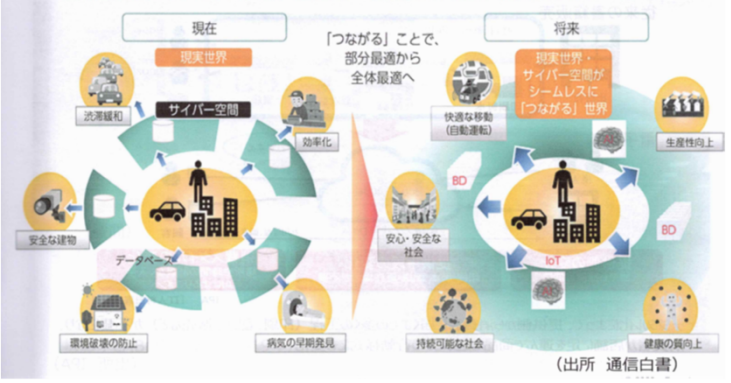 現在
現実世界
サイバー空間
渋滞緩和
効率化
安全な建物
データベース
環境破壊の防止
病気の早期発見
「つながる」ことで、
部分最適から
全体最適へ
将来
現実世界・
サイバー空間が
シームレスに
「つながる」世界
快適な移動
(自動運転)
生産性向上
AI
BD
安心・安全な
社会
BD
IoT
AI
持続可能な社会
健康の質向上
(出所 通信白書)